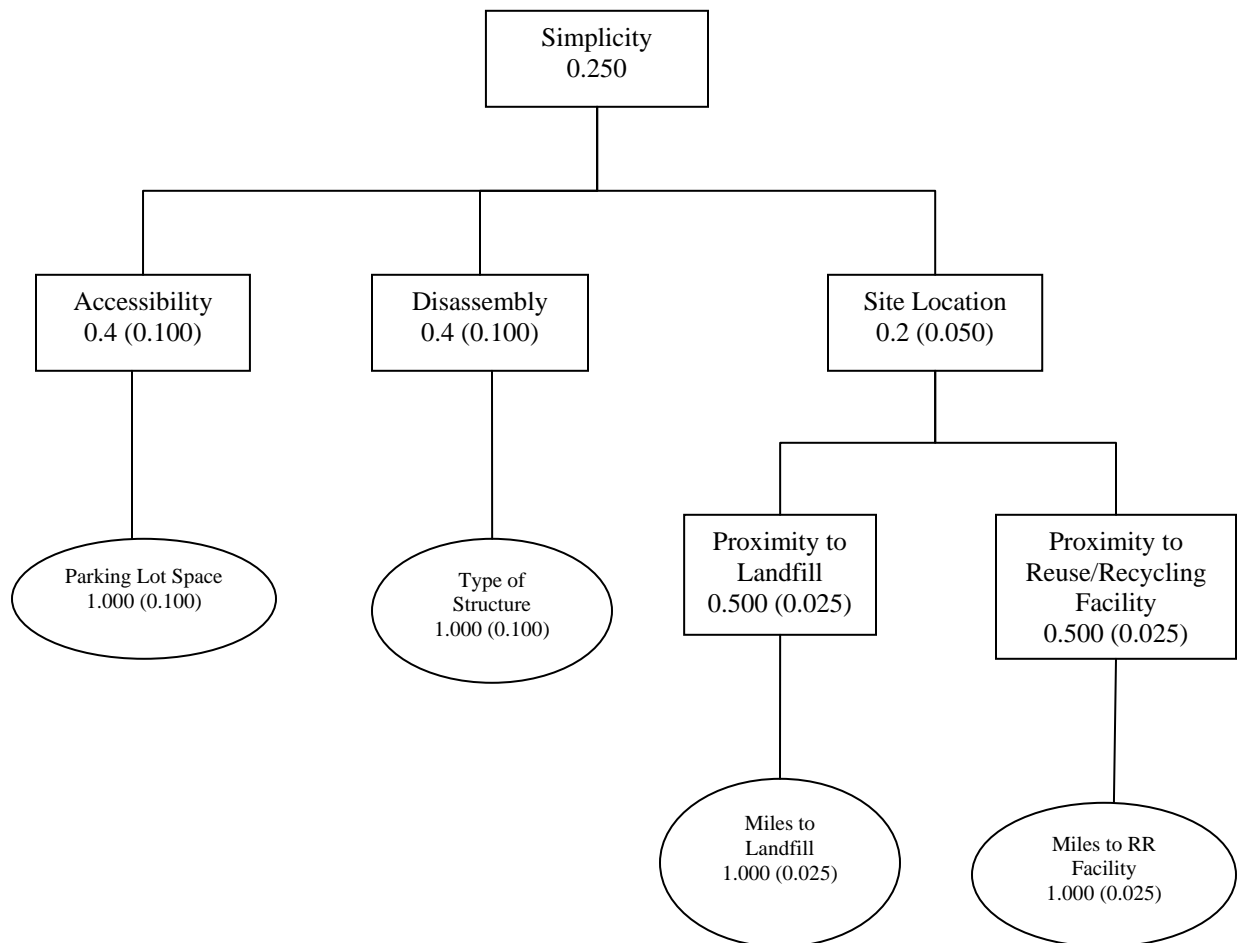 Simplicity
0.250
Accessibility
0.4 (0.100)
Disassembly
0.4 (0.100)
Site Location
0.2 (0.050)
Parking Lot Space
1.000 (0.100)
Type of
Structure
1.000 (0.100)
Proximity to
Landfill
0.500 (0.025)
Proximity to
Reuse/Recycling
Facility
0.500 (0.025)
Miles to
Landfill
1.000 (0.025)
Miles to RR
Facility
1.000 (0.025)